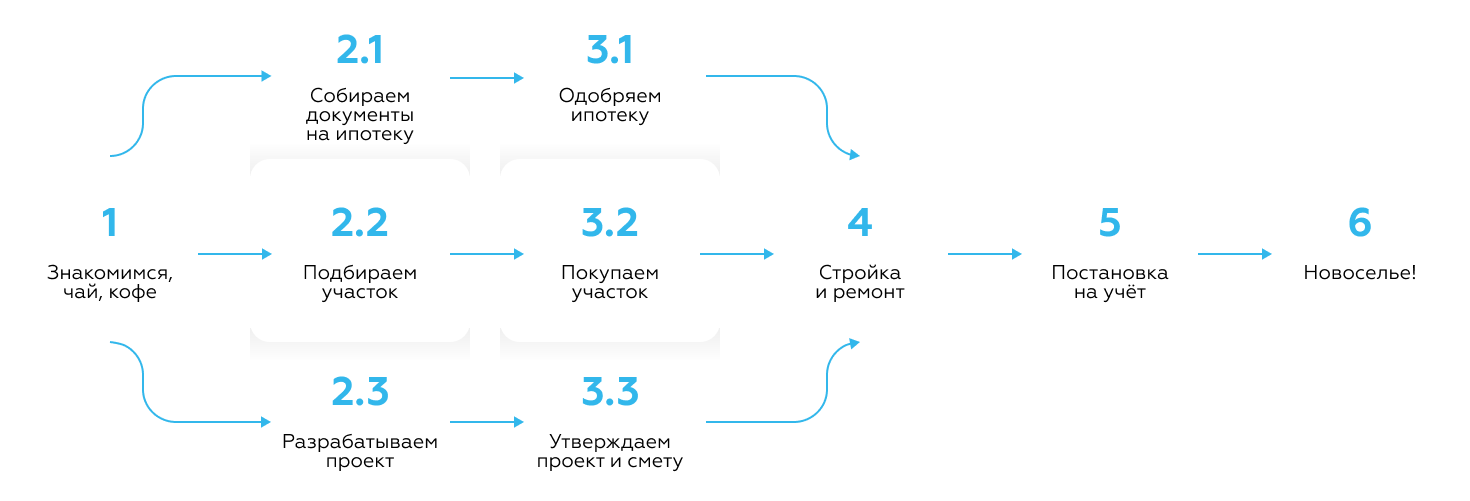 2.1
Собираем
документы
на ипотеку
3.1
Одобряем
ипотеку
1
Знакомимся,
чай, кофе
2.2
Подбираем
участок
3.2
Покупаем
участок
4
Стройка
и ремонт
5
Постановка
на учёт
6
Новоселье!
2.3
Разрабатываем
проект
3.3
Утверждаем
проект и смету